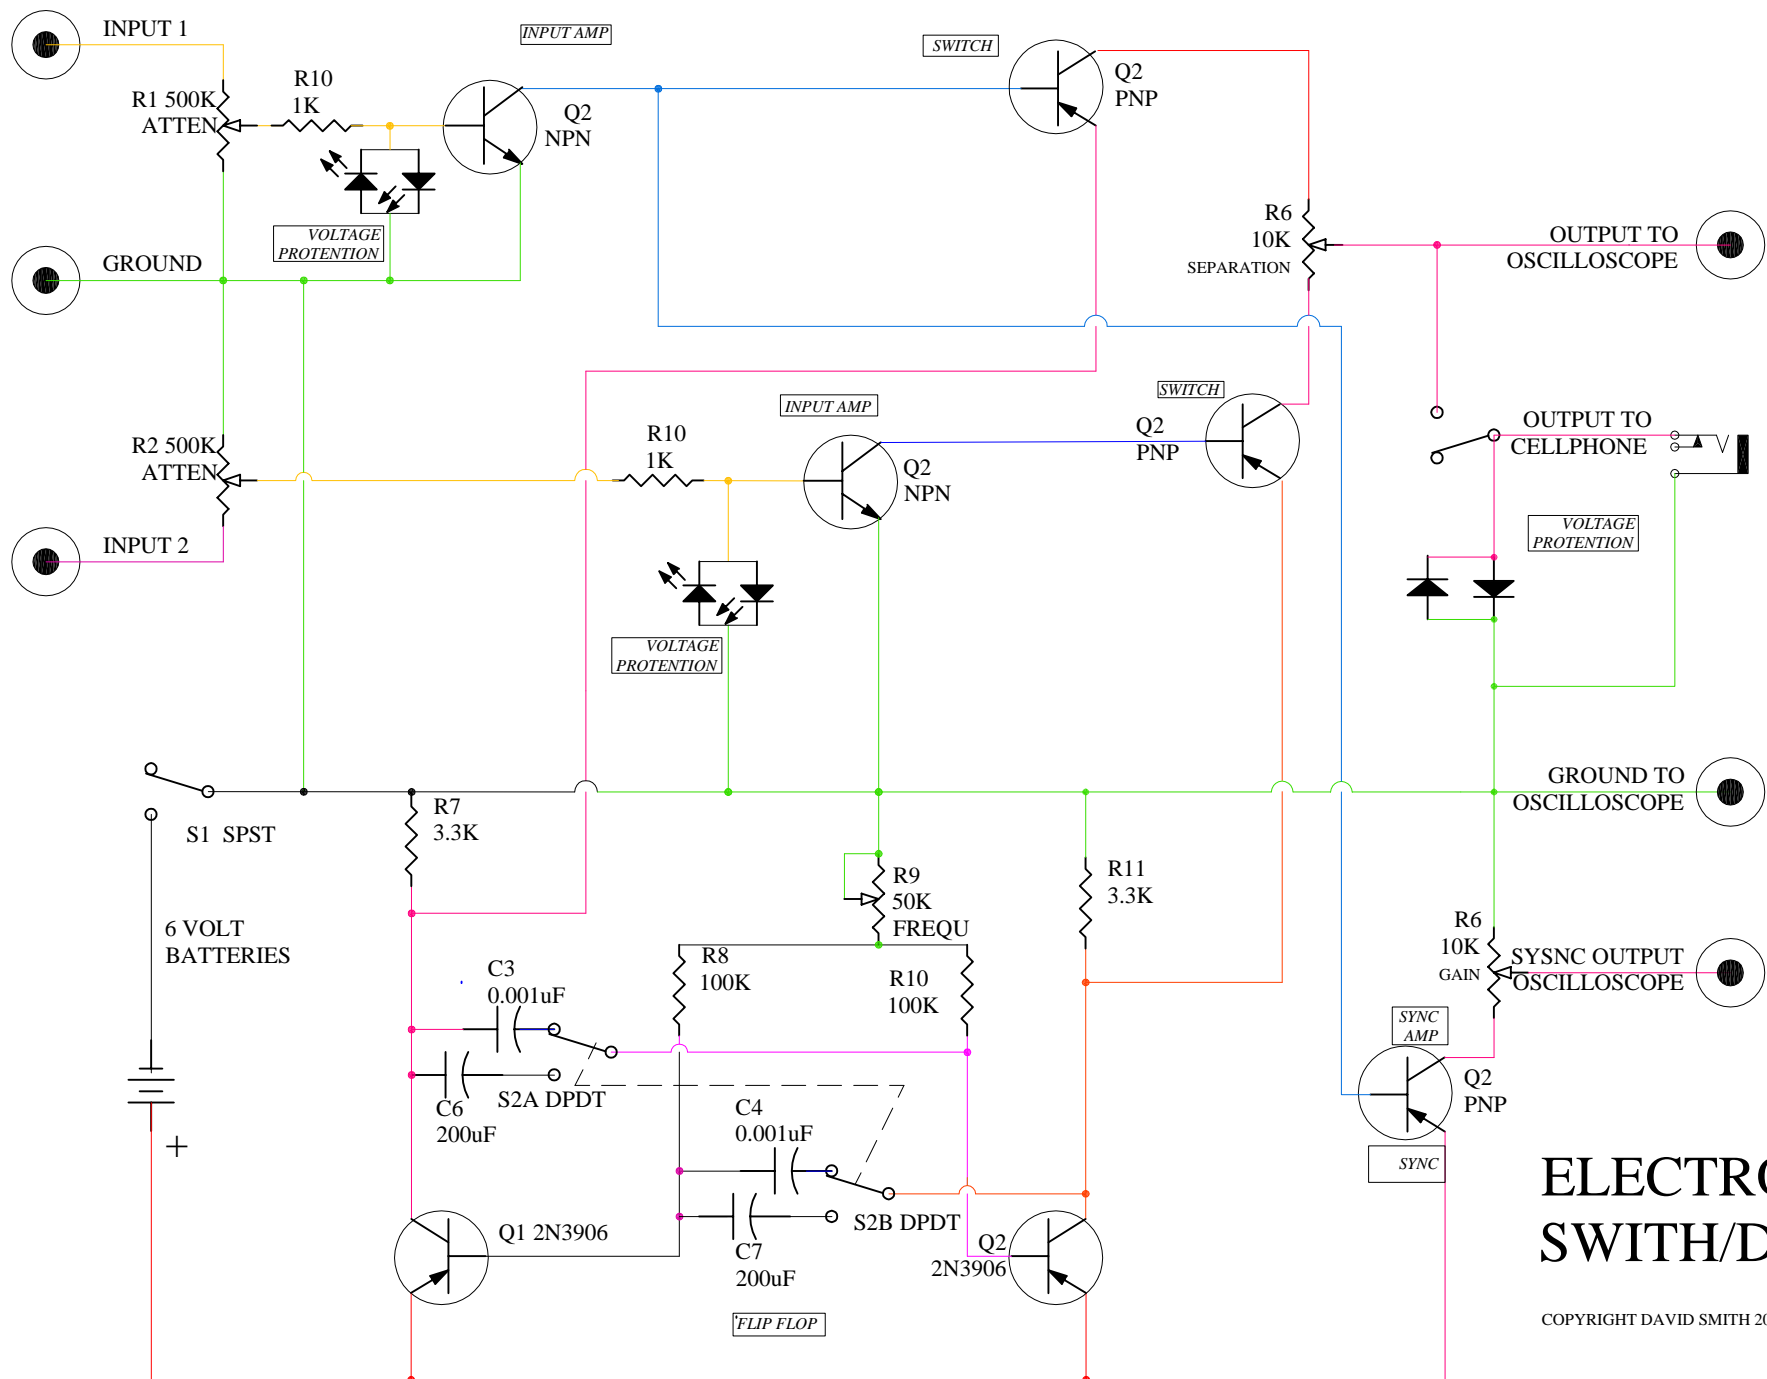 INPUT 1
INPUT AMP
SWITCH
R10
1K
R1 500K
ATTEN
Q2
NPN
Q2
PNP
VOLTAGE
PROTENTION
GROUND
R6
10K
SEPARATION
OUTPUT TO
OSCILLOSCOPE
INPUT AMP
SWITCH
R2 500K
ATTEN
R10
1K
Q2
NPN
Q2
PNP
OUTPUT TO
CELLPHONE
INPUT 2
VOLTAGE
PROTENTION
VOLTAGE
PROTENTION
S1 SPST
R7
3.3K
GROUND TO
OSCILLOSCOPE
6 VOLT
BATTERIES
R9
50K
FREQU
R11
3.3K
R8
100K
R10
100K
R6
10K
GAIN
SYSNC OUTPUT
OSCILLOSCOPE
C3
0.001uF
S2A DPDT
C6
200uF
C4
0.001uF
SYNC
AMP
Q2
PNP
+
SYNC
S2B DPDT
Q1 2N3906
C7
200uF
Q2
2N3906
'FLIP FLOP
ELECTRO
SWITH/D
COPYRIGHT DAVID SMITH 20